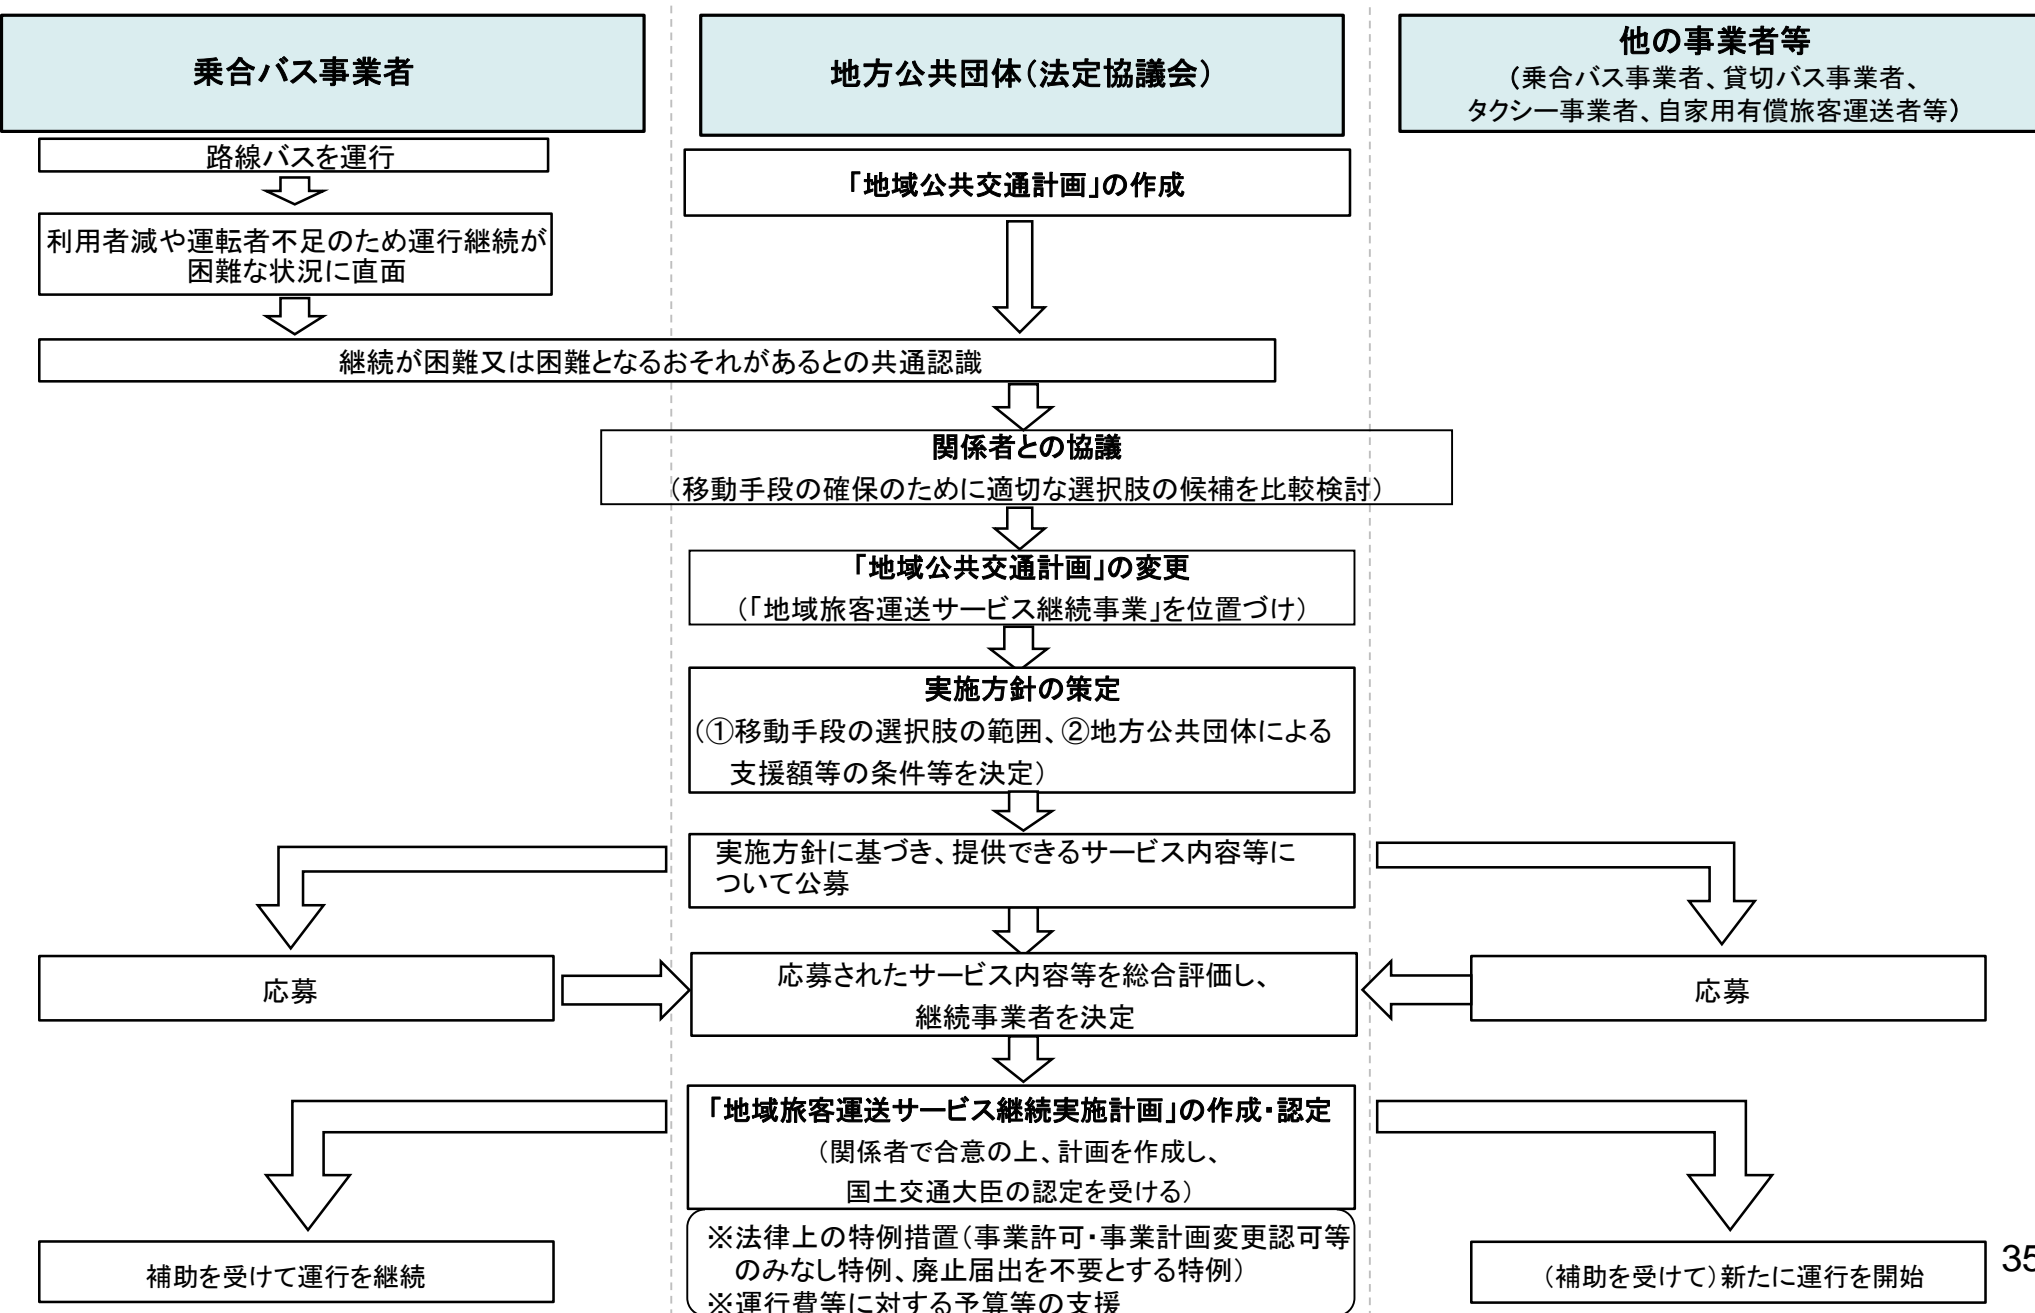 乗合バス事業者
地方公共団体(法定協議会)
他の事業者等
(乗合バス事業者、貸切バス事業者、
タクシー事業者、自家用有償旅客運送者等)
路線バスを運行
「地域公共交通計画」の作成
利用者減や運転者不足のため運行継続が
困難な状況に直面
継続が困難又は困難となるおそれがあるとの共通認識
関係者との協議
(移動手段の確保のために適切な選択肢の候補を比較検討)
「地域公共交通計画」の変更
(「地域旅客運送サービス継続事業」を位置づけ)
実施方針の策定
(①移動手段の選択肢の範囲、②地方公共団体による
支援額等の条件等を決定)
実施方針に基づき、提供できるサービス内容等に
ついて公募
応募
応募されたサービス内容等を総合評価し、
継続事業者を決定
応募
「地域旅客運送サービス継続実施計画」の作成・認定
(関係者で合意の上、計画を作成し、
国土交通大臣の認定を受ける)
※法律上の特例措置(事業許可・事業計画変更認可等
のみなし特例、廃止届出を不要とする特例)
※運行費等に対する予算等の支援
補助を受けて運行を継続
(補助を受けて)新たに運行を開始
35